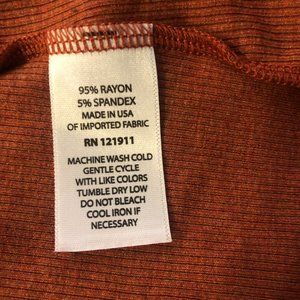 95% RAYON
5% SPANDEX
MADE IN USA
OF IMPORTED FABRIC
RN 121911
MACHINE WASH COLD
GENTLE CYCLE
WITH LIKE COLORS
TUMBLE DRY LOW
DO NOT BLEACH
COOL IRON IF
NECESSARY